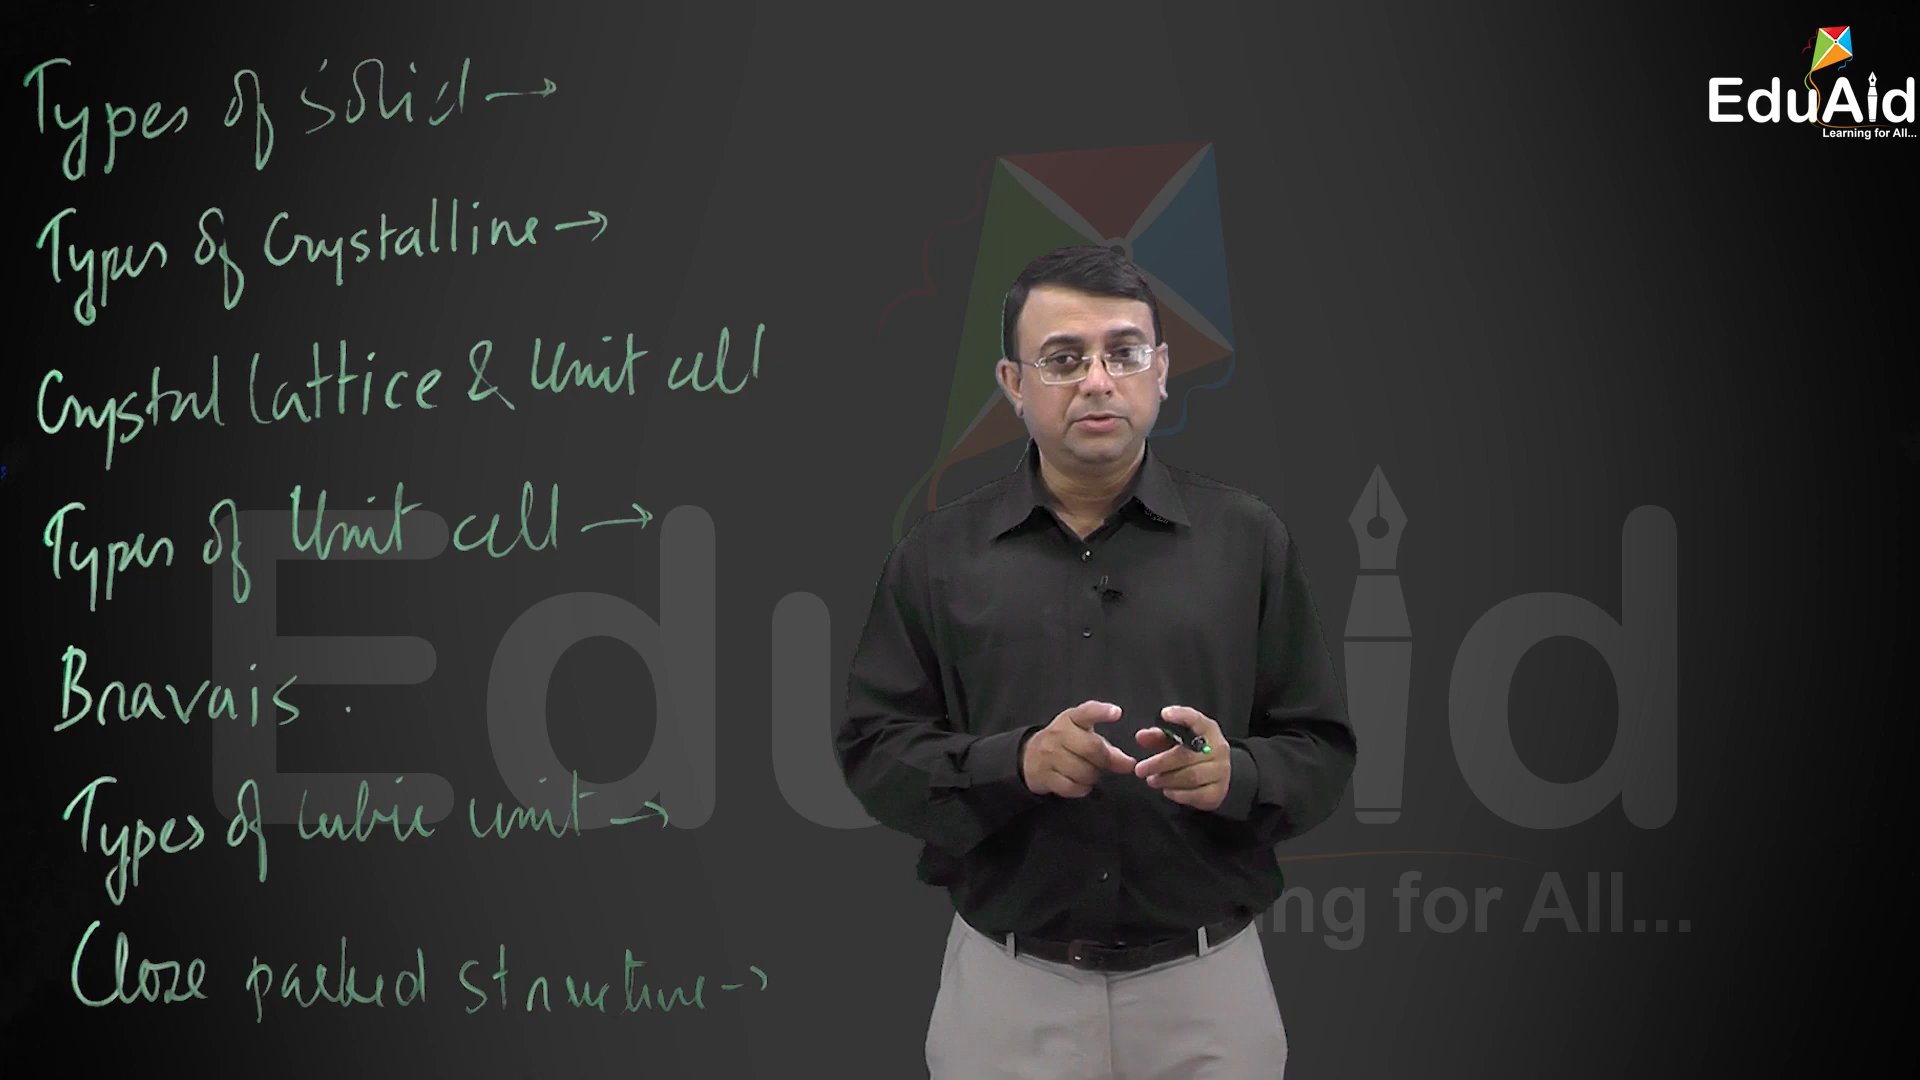 Types of solid →
Types of Crystalline →
Crystal lattice & Unit cell
Types of Unit cell →
Bravais .
Types of cubic unit →
Close packed structure →
EduAid
Learning for All...